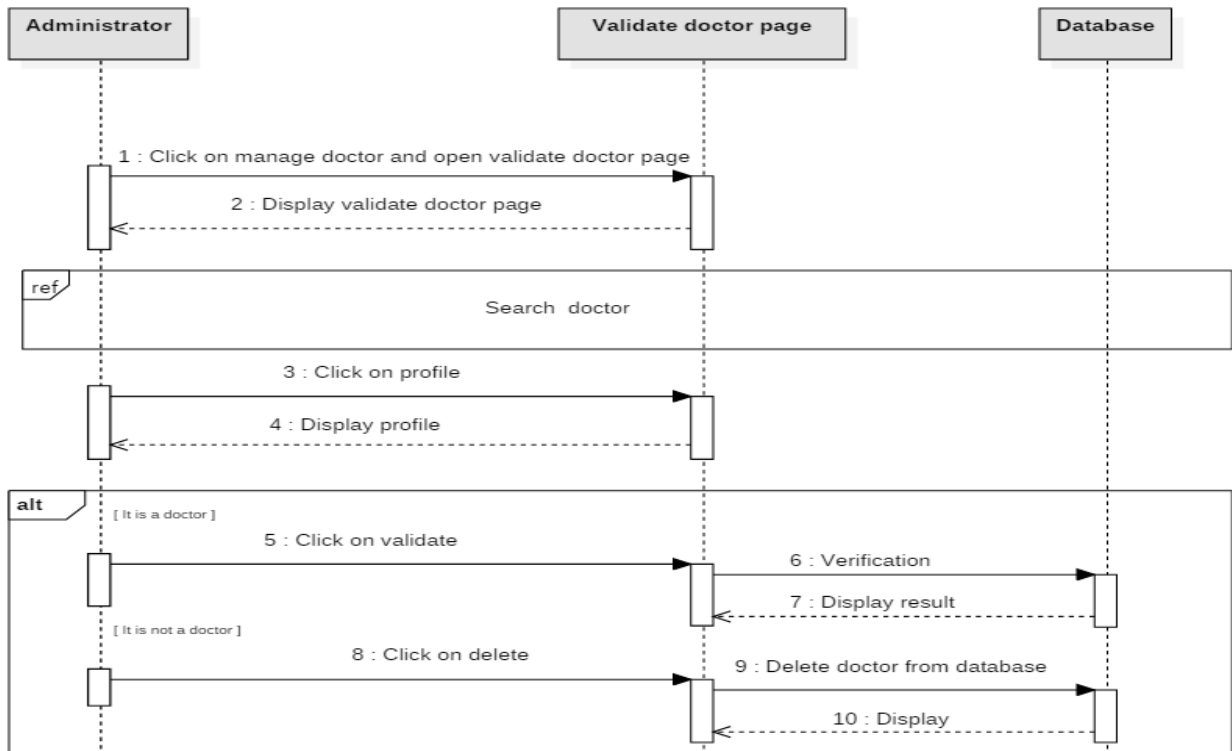 Administrator
Validate doctor page
Database
1 : Click on manage doctor and open validate doctor page
2 : Display validate doctor page
ref
Search doctor
3 : Click on profile
4 : Display profile
alt
[ It is a doctor ]
5 : Click on validate
6 : Verification
7 : Display result
[ It is not a doctor ]
8 : Click on delete
9 : Delete doctor from database
10 : Display